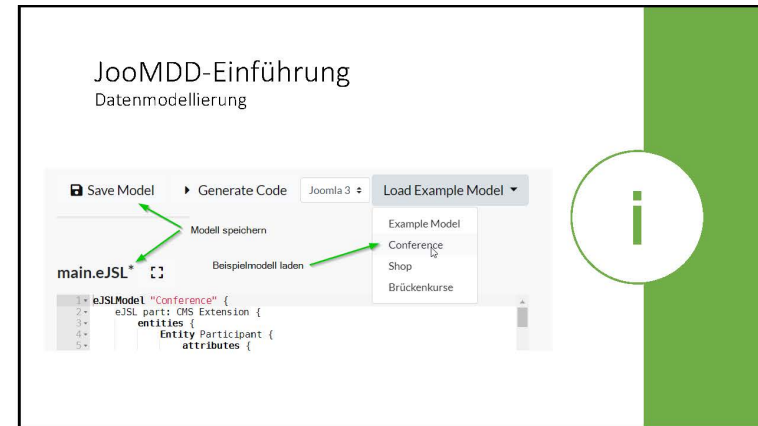 JooMDD-Einführung
Datenmodellierung
Save Model
Generate Code
Joomla 3
Load Example Model
Modell speichern
Example Model
Conference
Beispielmodell laden
Shop
Brückenkurse
main.eJSL*
1 eJSLModel "Conference" {
2 eJSL part: CMS Extension {
3 entities {
4 Entity Participant {
5 attributes {
i